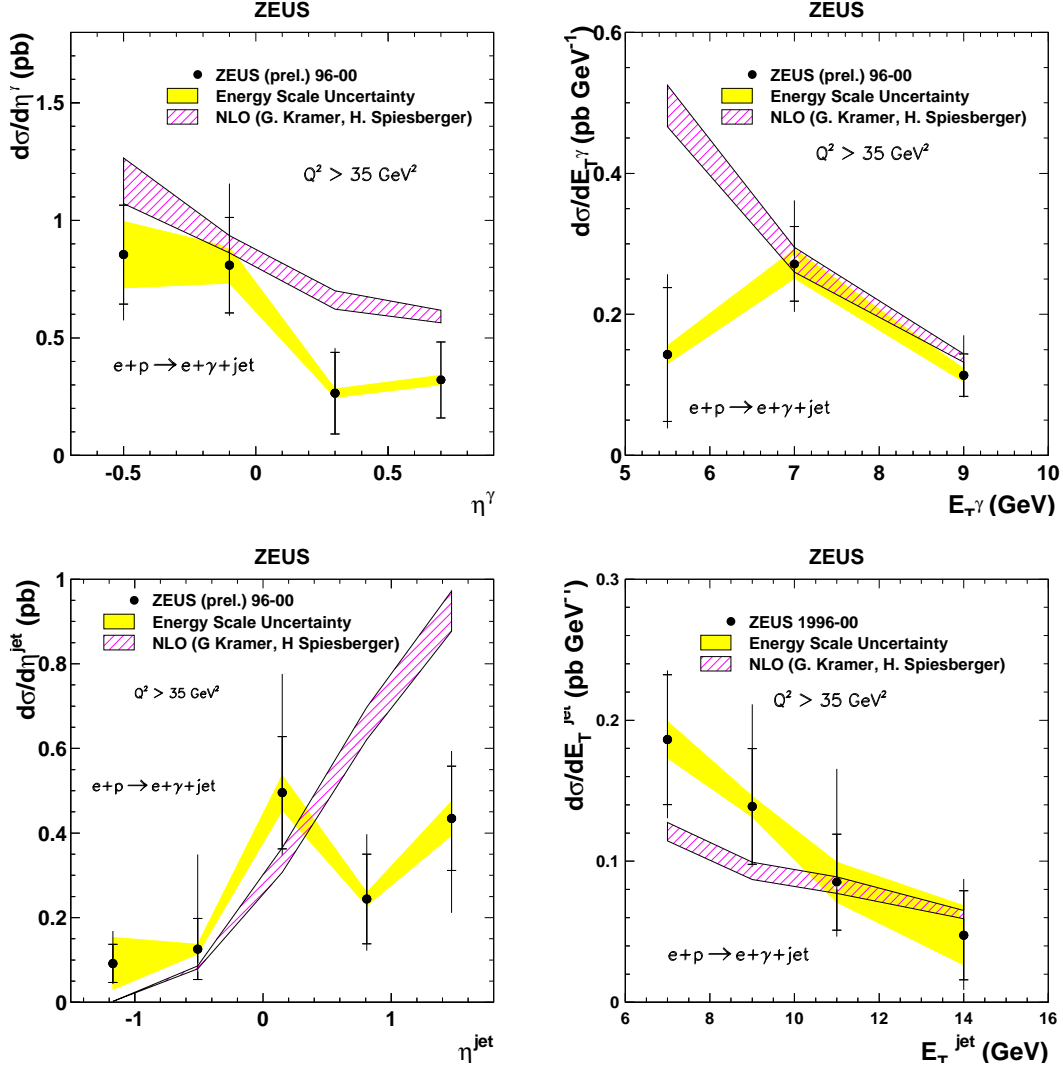 ZEUS
dσ/dη^γ (pb)
ZEUS (prel.) 96-00
Energy Scale Uncertainty
NLO (G. Kramer, H. Spiesberger)
Q² > 35 GeV²
e+p → e+γ+jet
0
0.5
1
1.5
-0.5 0 0.5
η^γ
ZEUS
dσ/dE_T^γ (pb GeV⁻¹)
ZEUS (prel.) 96-00
Energy Scale Uncertainty
NLO (G. Kramer, H. Spiesberger)
Q² > 35 GeV²
e+p → e+γ+jet
0
0.2
0.4
0.6
5 6 7 8 9 10
E_T^γ (GeV)
ZEUS
dσ/dη^jet (pb)
ZEUS (prel.) 96-00
Energy Scale Uncertainty
NLO (G Kramer, H Spiesberger)
Q² > 35 GeV²
e+p → e+γ+jet
0
0.2
0.4
0.6
0.8
1
-1 0 1
η^jet
ZEUS
dσ/dE_T^jet (pb GeV⁻¹)
ZEUS 1996-00
Energy Scale Uncertainty
NLO (G. Kramer, H. Spiesberger)
Q² > 35 GeV²
e+p → e+γ+jet
0
0.1
0.2
0.3
6 8 10 12 14 16
E_T^jet (GeV)